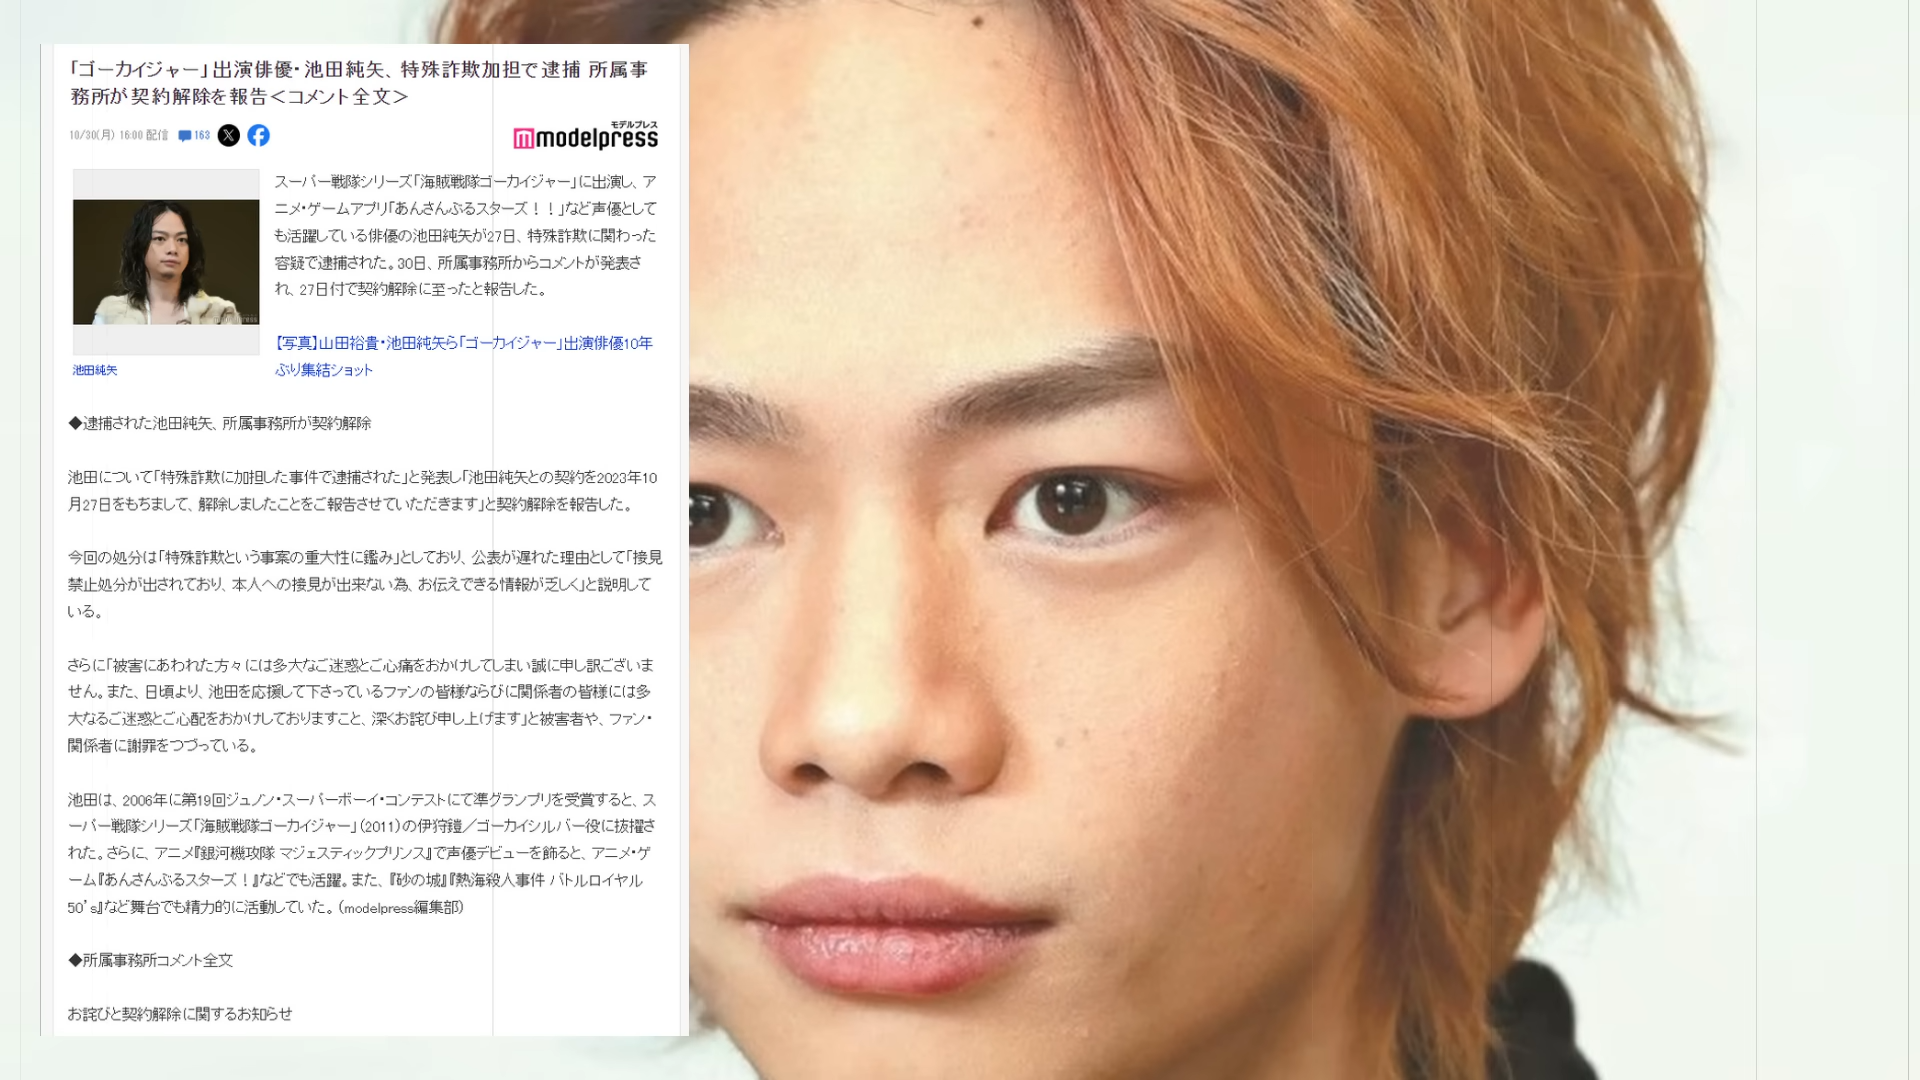 「ゴーカイジャー」出演俳優・池田純矢、特殊詐欺加担で逮捕 所属事
務所が契約解除を報告＜コメント全文＞
10/30(月) 16:00 配信 163
モデルプレス
modelpress
スーパー戦隊シリーズ「海賊戦隊ゴーカイジャー」に出演し、ア
ニメ・ゲームアプリ「あんさんぶるスターズ！！」など声優として
も活躍している俳優の池田純矢が27日、特殊詐欺に関わった
容疑で逮捕された。30日、所属事務所からコメントが発表さ
れ、27日付で契約解除に至ったと報告した。
【写真】山田裕貴・池田純矢ら「ゴーカイジャー」出演俳優10年
ぶり集結ショット
池田純矢
◆逮捕された池田純矢、所属事務所が契約解除
池田について「特殊詐欺に加担した事件で逮捕された」と発表し「池田純矢との契約を2023年10
月27日をもちまして、解除しましたことをご報告させていただきます」と契約解除を報告した。
今回の処分は「特殊詐欺という事案の重大性に鑑み」としており、公表が遅れた理由として「接見
禁止処分が出されており、本人への接見が出来ない為、お伝えできる情報が乏しく」と説明して
いる。
さらに「被害にあわれた方々には多大なご迷惑とご心痛をおかけしてしまい誠に申し訳ございま
せん。また、日頃より、池田を応援して下さっているファンの皆様ならびに関係者の皆様には多
大なるご迷惑とご心配をおかけしておりますこと、深くお詫び申し上げます」と被害者や、ファン・
関係者に謝罪をつづっている。
池田は、2006年に第19回ジュノン・スーパーボーイ・コンテストにて準グランプリを受賞すると、ス
ーパー戦隊シリーズ「海賊戦隊ゴーカイジャー」（2011）の伊狩鎧／ゴーカイシルバー役に抜擢さ
れた。さらに、アニメ『銀河機攻隊 マジェスティックプリンス』で声優デビューを飾ると、アニメ・ゲ
ーム『あんさんぶるスターズ！』などでも活躍。また、『砂の城』『熱海殺人事件 バトルロイヤル
50’s』など舞台でも精力的に活動していた。（modelpress編集部）
◆所属事務所コメント全文
お詫びと契約解除に関するお知らせ